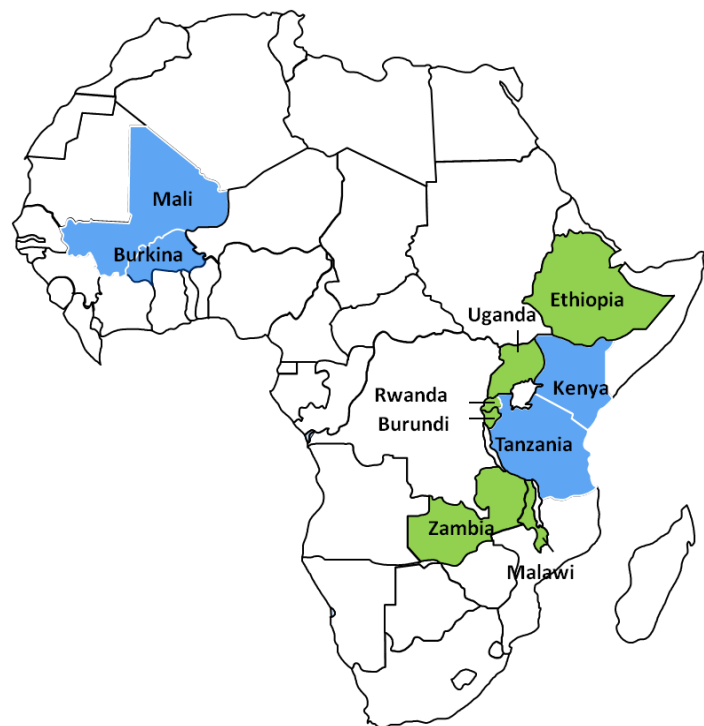 Mali
Burkina
Ethiopia
Uganda
Kenya
Rwanda
Burundi
Tanzania
Zambia
Malawi